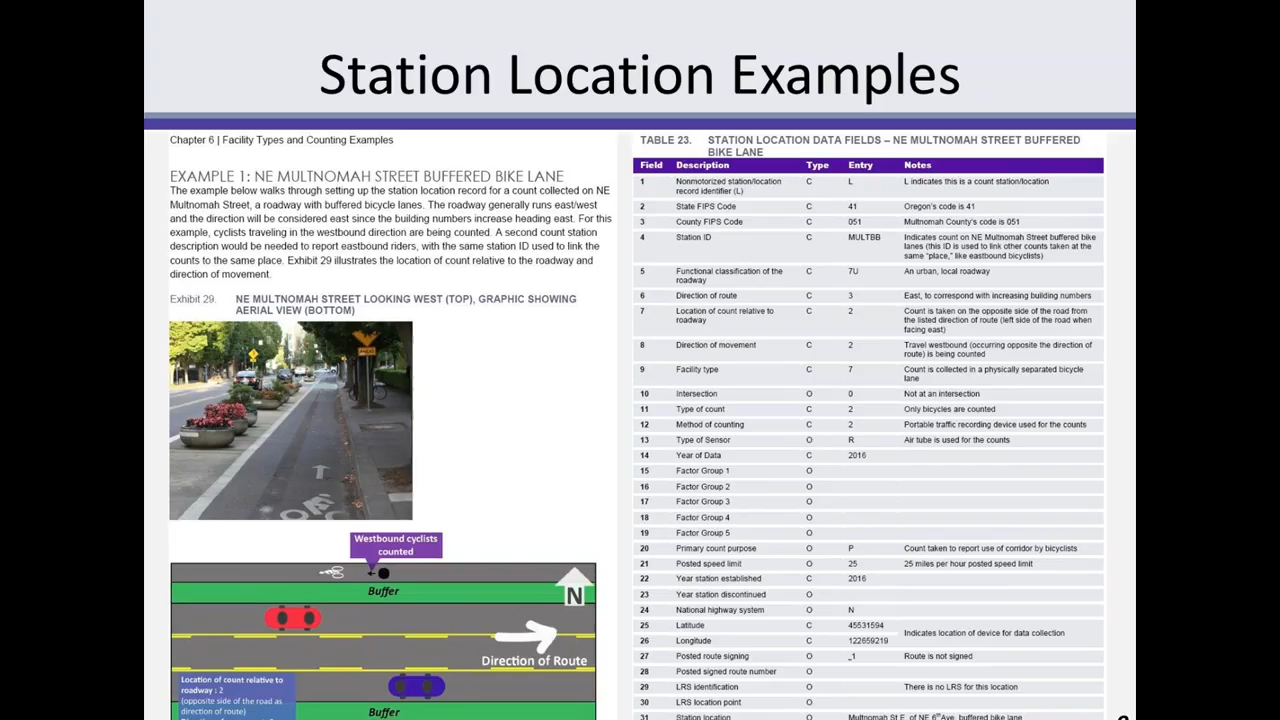 Station Location Examples
Chapter 6 | Facility Types and Counting Examples
EXAMPLE 1: NE MULTNOMAH STREET BUFFERED BIKE LANE
The example below walks through setting up the station location record for a count collected on NE
Multnomah Street, a roadway with buffered bicycle lanes. The roadway generally runs east/west
and the direction will be considered east since the building numbers increase heading east. For this
example, cyclists traveling in the westbound direction are being counted. A second count station
description would be needed to report eastbound riders, with the same station ID used to link the
counts to the same place. Exhibit 29 illustrates the location of count relative to the roadway and
direction of movement.
Exhibit 29. NE MULTNOMAH STREET LOOKING WEST (TOP), GRAPHIC SHOWING
AERIAL VIEW (BOTTOM)
Westbound cyclists
counted
Buffer
N
Direction of Route
Location of count relative to
roadway : 2
(opposite side of the road as
direction of route)
Buffer
TABLE 23. STATION LOCATION DATA FIELDS – NE MULTNOMAH STREET BUFFERED
BIKE LANE
Field Description Type Entry Notes
1 Nonmotorized station/location C L L indicates this is a count station/location
record identifier (L)
2 State FIPS Code C 41 Oregon's code is 41
3 County FIPS Code C 051 Multnomah County's code is 051
4 Station ID C MULTBB Indicates count on NE Multnomah Street buffered bike
lanes (this ID is used to link other counts taken at the
same "place," like eastbound bicyclists)
5 Functional classification of the C 7U An urban, local roadway
roadway
6 Direction of route C 3 East, to correspond with increasing building numbers
7 Location of count relative to C 2 Count is taken on the opposite side of the road from
roadway the listed direction of route (left side of the road when
facing east)
8 Direction of movement C 2 Travel westbound (occurring opposite the direction of
route) is being counted
9 Facility type C 7 Count is collected in a physically separated bicycle
lane
10 Intersection O 0 Not at an intersection
11 Type of count C 2 Only bicycles are counted
12 Method of counting C 2 Portable traffic recording device used for the counts
13 Type of Sensor O R Air tube is used for the counts
14 Year of Data C 2016
15 Factor Group 1 O
16 Factor Group 2 O
17 Factor Group 3 O
18 Factor Group 4 O
19 Factor Group 5 O
20 Primary count purpose O P Count taken to report use of corridor by bicyclists
21 Posted speed limit O 25 25 miles per hour posted speed limit
22 Year station established C 2016
23 Year station discontinued O
24 National highway system O N
25 Latitude C 45531594
Indicates location of device for data collection
26 Longitude C 122659219
27 Posted route signing O _1 Route is not signed
28 Posted signed route number O
29 LRS identification O There is no LRS for this location
30 LRS location point O
31 Station location O Multnomah St E. of NE 6th Ave. buffered bike lane